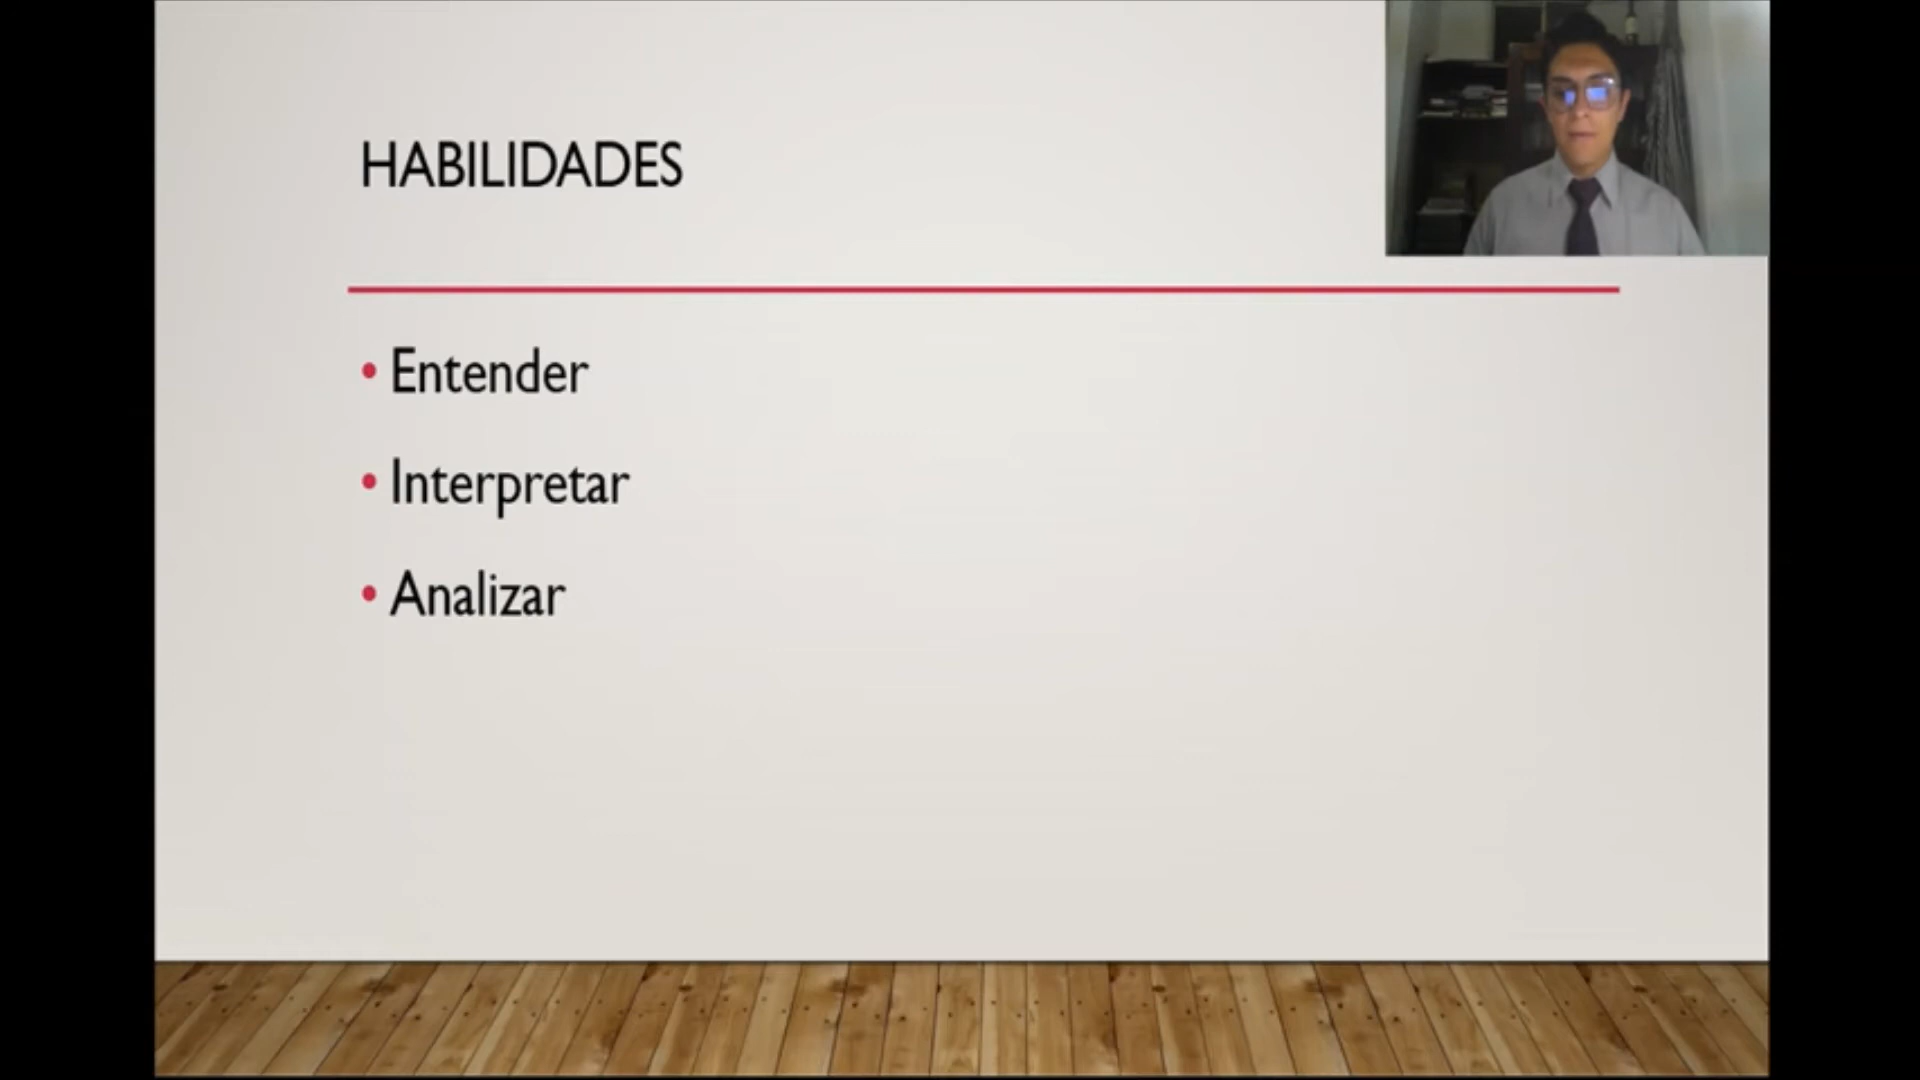 HABILIDADES
• Entender
• Interpretar
• Analizar